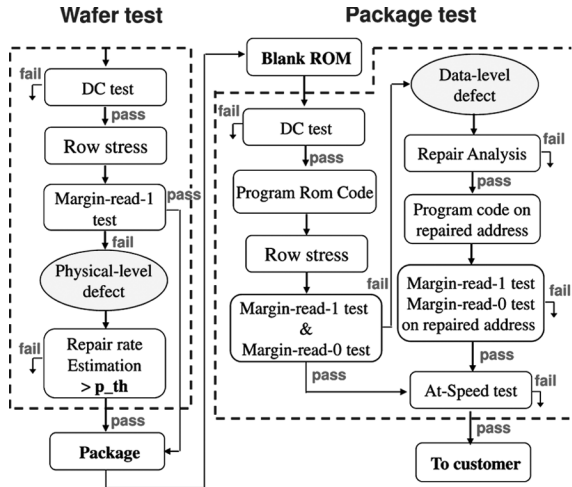 Wafer test
fail
DC test
pass
Row stress
Margin-read-1
test
pass
fail
Physical-level
defect
fail
Repair rate
Estimation
> p_th
pass
Package
Package test
Blank ROM
fail
DC test
pass
Program Rom Code
Row stress
Margin-read-1 test
&
Margin-read-0 test
fail
pass
Data-level
defect
fail
Repair Analysis
pass
Program code on
repaired address
Margin-read-1 test
Margin-read-0 test
on repaired address
fail
pass
At-Speed test
fail
pass
To customer